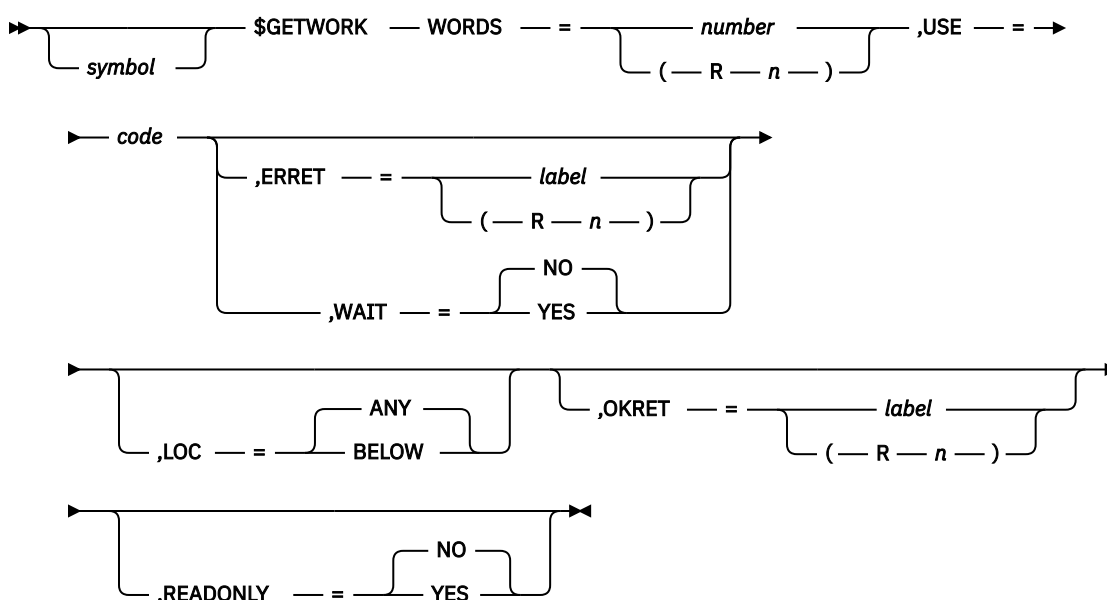 $GETWORK WORDS = number ,USE =
symbol ( R n )
code
,ERRET = label
( R n )
NO
,WAIT = YES
ANY ,OKRET = label
,LOC = BELOW ( R n )
NO
,READONLY = YES